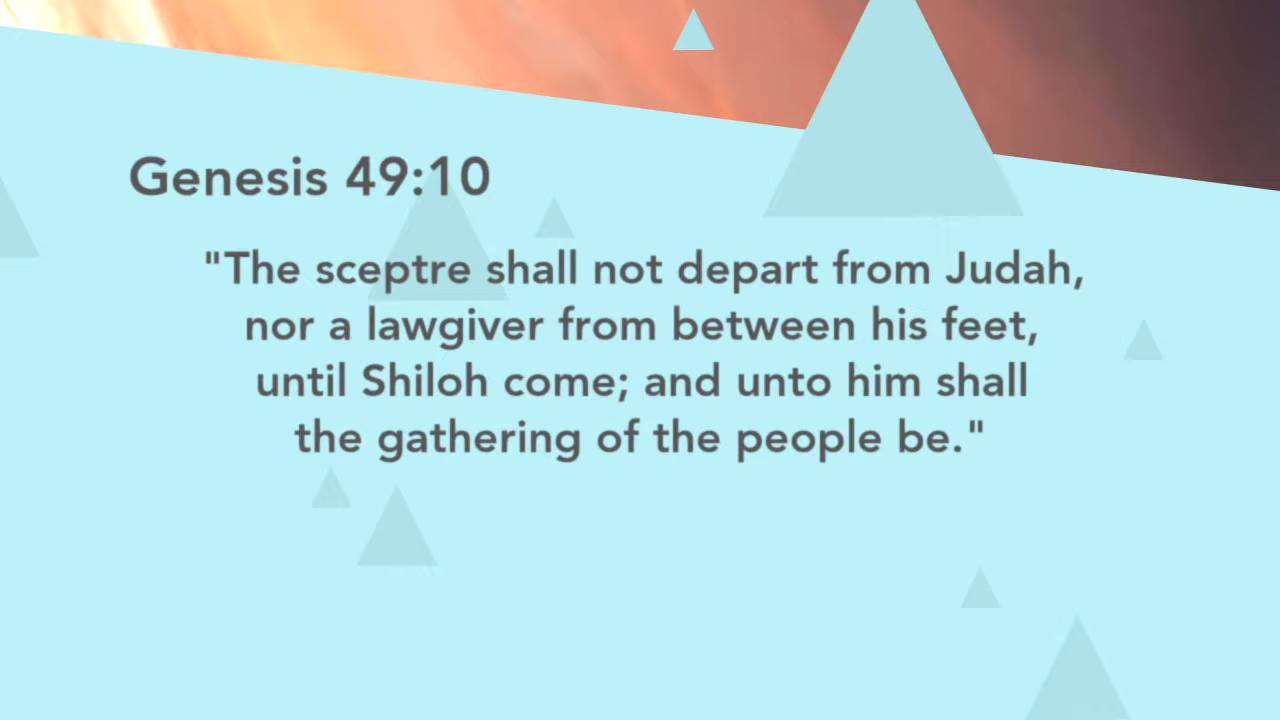 Genesis 49:10
"The sceptre shall not depart from Judah,
nor a lawgiver from between his feet,
until Shiloh come; and unto him shall
the gathering of the people be."